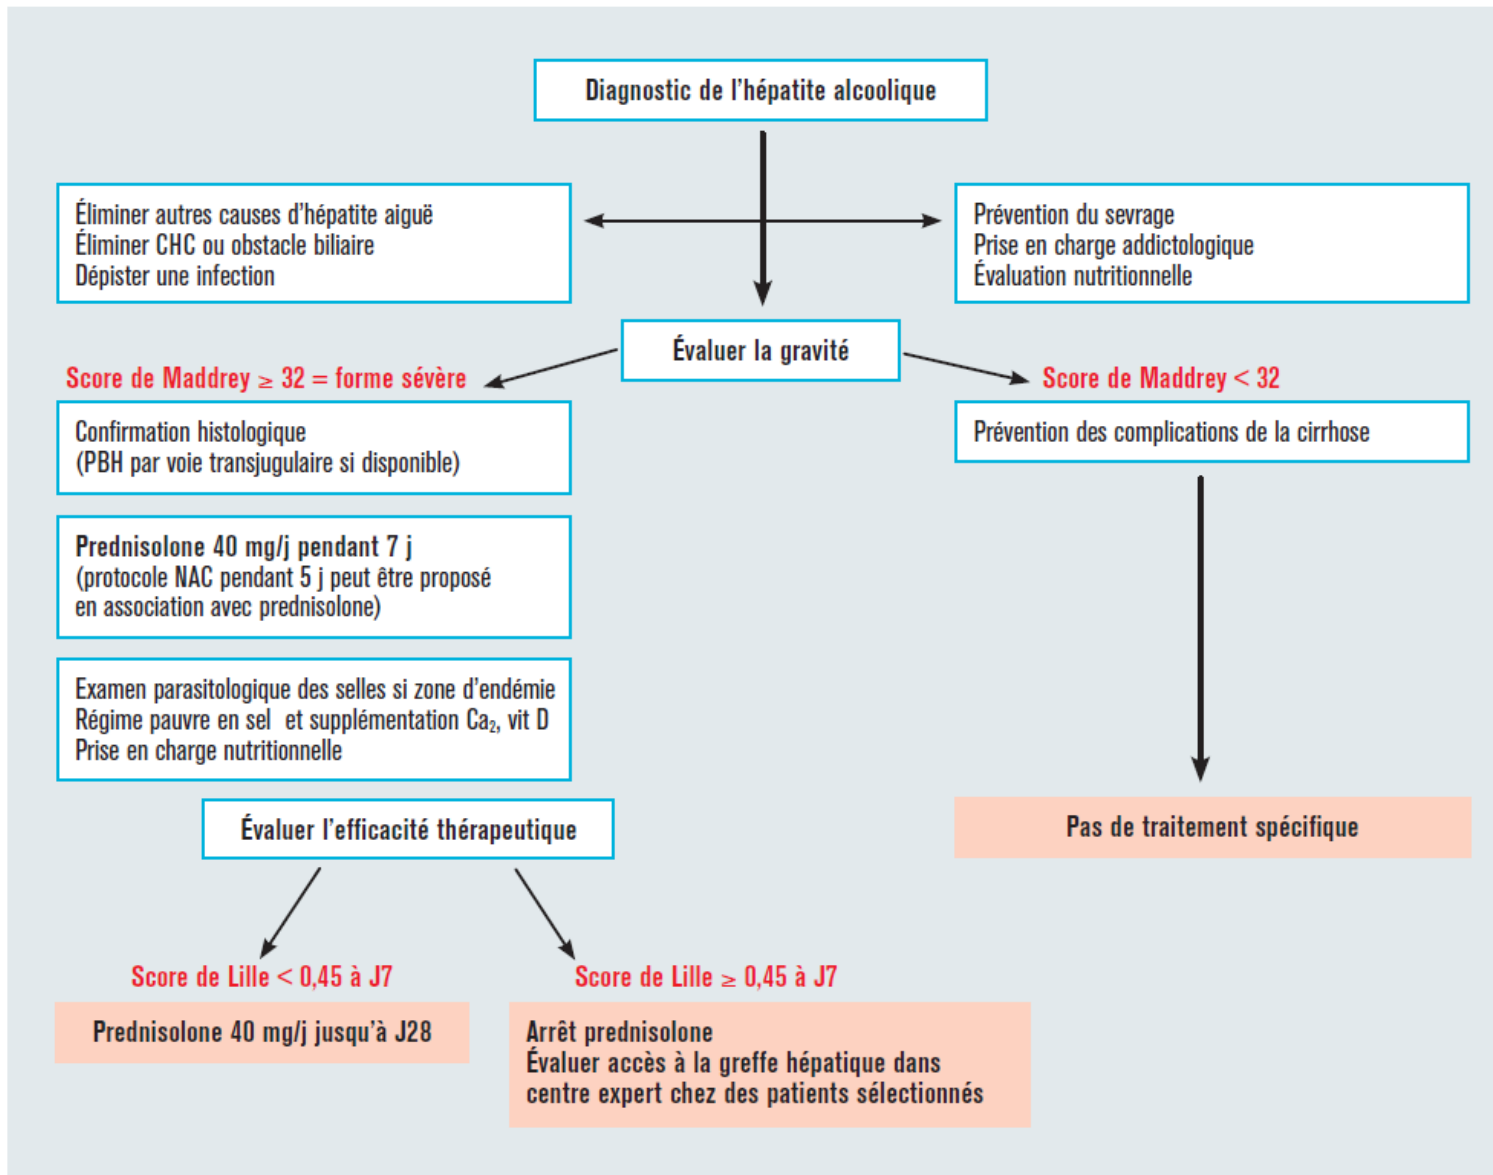 Diagnostic de l'hépatite alcoolique
Éliminer autres causes d'hépatite aiguë
Éliminer CHC ou obstacle biliaire
Dépister une infection
Prévention du sevrage
Prise en charge addictologique
Évaluation nutritionnelle
Évaluer la gravité
Score de Maddrey ≥ 32 = forme sévère
Confirmation histologique
(PBH par voie transjugulaire si disponible)
Prednisolone 40 mg/j pendant 7 j
(protocole NAC pendant 5 j peut être proposé
en association avec prednisolone)
Examen parasitologique des selles si zone d'endémie
Régime pauvre en sel et supplémentation Ca₂, vit D
Prise en charge nutritionnelle
Évaluer l'efficacité thérapeutique
Score de Lille < 0,45 à J7
Prednisolone 40 mg/j jusqu'à J28
Score de Lille ≥ 0,45 à J7
Arrêt prednisolone
Évaluer accès à la greffe hépatique dans
centre expert chez des patients sélectionnés
Score de Maddrey < 32
Prévention des complications de la cirrhose
Pas de traitement spécifique